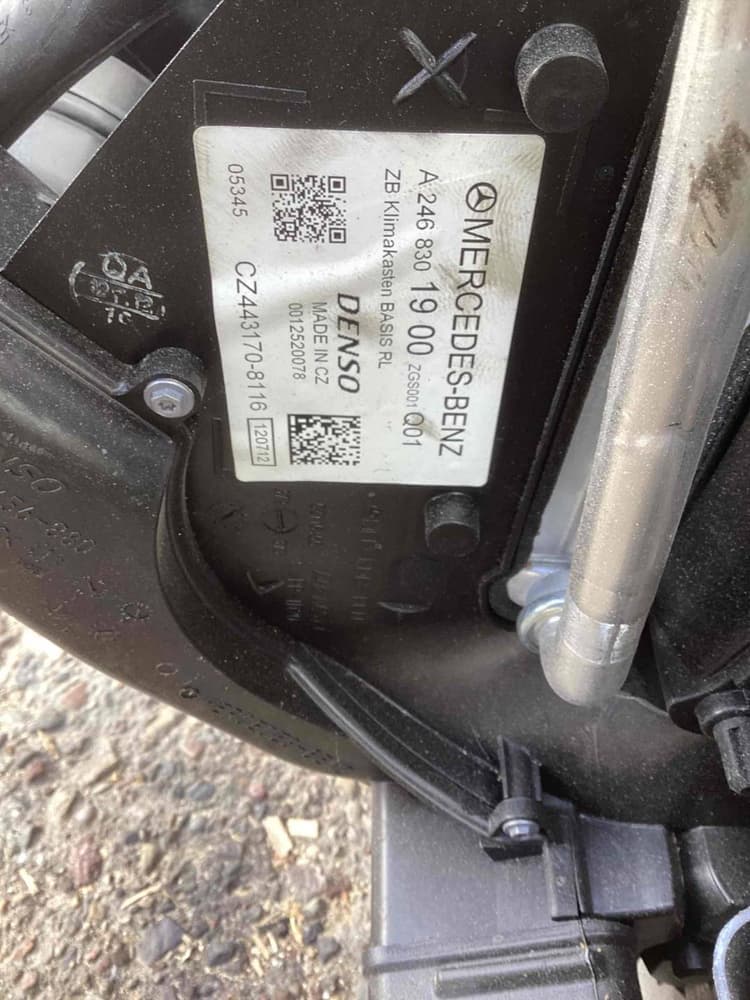 MERCEDES-BENZ
A 246 830 19 00 ZGS001 Q01
ZB Klimakasten BASIS RL
DENSO
MADE IN CZ
0012520078
05345 CZ443170-8116 120712
QA